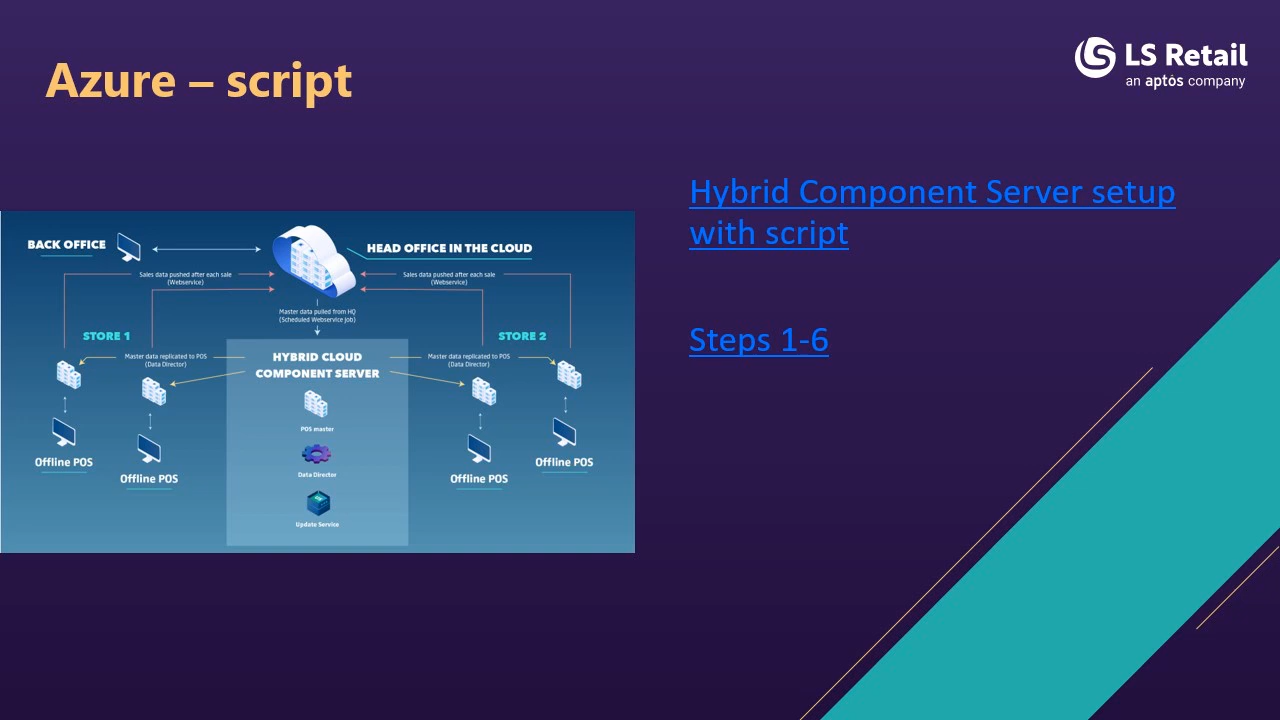 Azure – script
LS Retail
an aptos company
Hybrid Component Server setup
with script
Steps 1-6
BACK OFFICE
HEAD OFFICE IN THE CLOUD
Sales data pushed after each sale
(Webservice)
Sales data pushed after each sale
(Webservice)
Master data pulled from HQ
(Scheduled Webservice job)
STORE 1
STORE 2
Master data replicated to POS
(Data Director)
HYBRID CLOUD
COMPONENT SERVER
Master data replicated to POS
(Data Director)
POS master
Data Director
Update Service
Offline POS
Offline POS
Offline POS
Offline POS